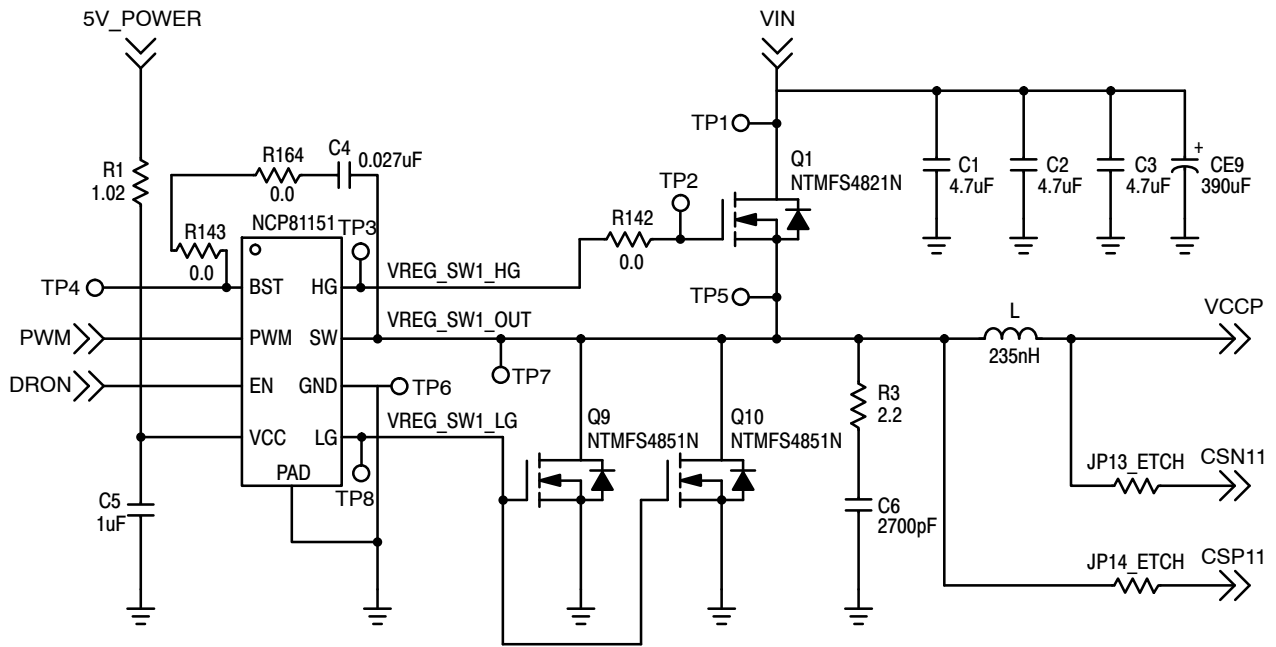 5V_POWER
VIN
TP1
R1
1.02
R164
0.0
C4
0.027uF
Q1
NTMFS4821N
C1
4.7uF
C2
4.7uF
C3
4.7uF
+
CE9
390uF
TP2
R143
0.0
NCP81151
TP3
R142
0.0
TP4
BST
HG
VREG_SW1_HG
TP5
PWM
PWM
SW
VREG_SW1_OUT
L
235nH
VCCP
DRON
EN
GND
TP6
TP7
VCC
LG
VREG_SW1_LG
Q9
NTMFS4851N
Q10
NTMFS4851N
R3
2.2
PAD
TP8
C5
1uF
C6
2700pF
JP13_ETCH
CSN11
JP14_ETCH
CSP11